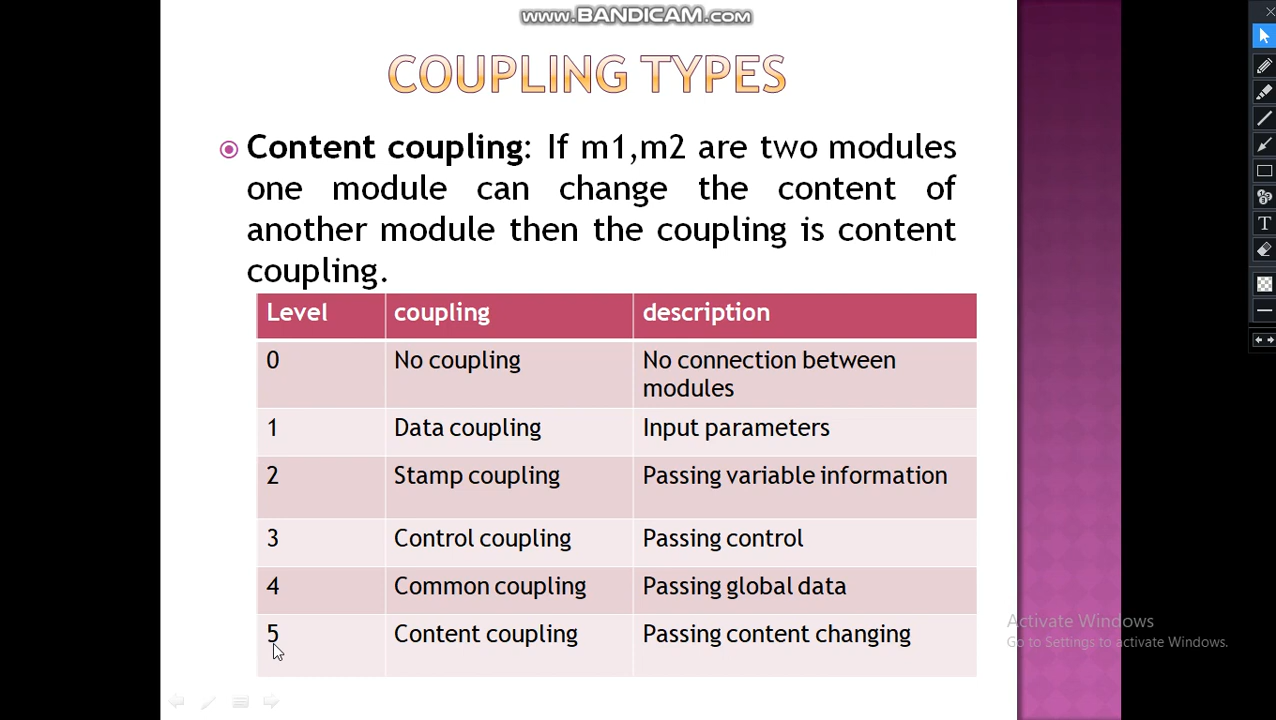 www.BANDICAM.com
COUPLING TYPES
Content coupling: If m1,m2 are two modules
one module can change the content of
another module then the coupling is content
coupling.
Level coupling description
0 No coupling No connection between
modules
1 Data coupling Input parameters
2 Stamp coupling Passing variable information
3 Control coupling Passing control
4 Common coupling Passing global data
5 Content coupling Passing content changing
Activate Windows
Go to Settings to activate Windows.